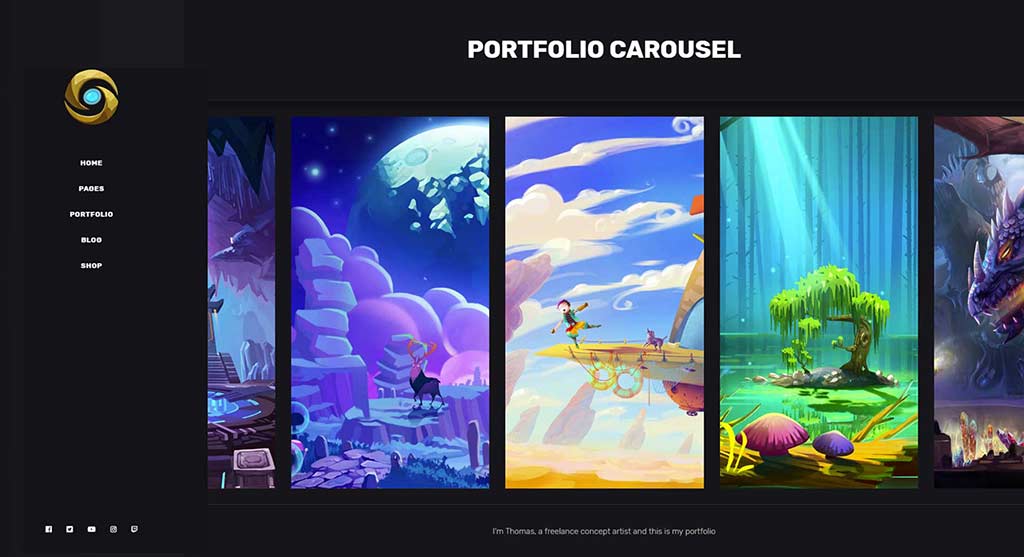 PORTFOLIO CAROUSEL
HOME
PAGES
PORTFOLIO
BLOG
SHOP
I'm Thomas, a freelance concept artist and this is my portfolio